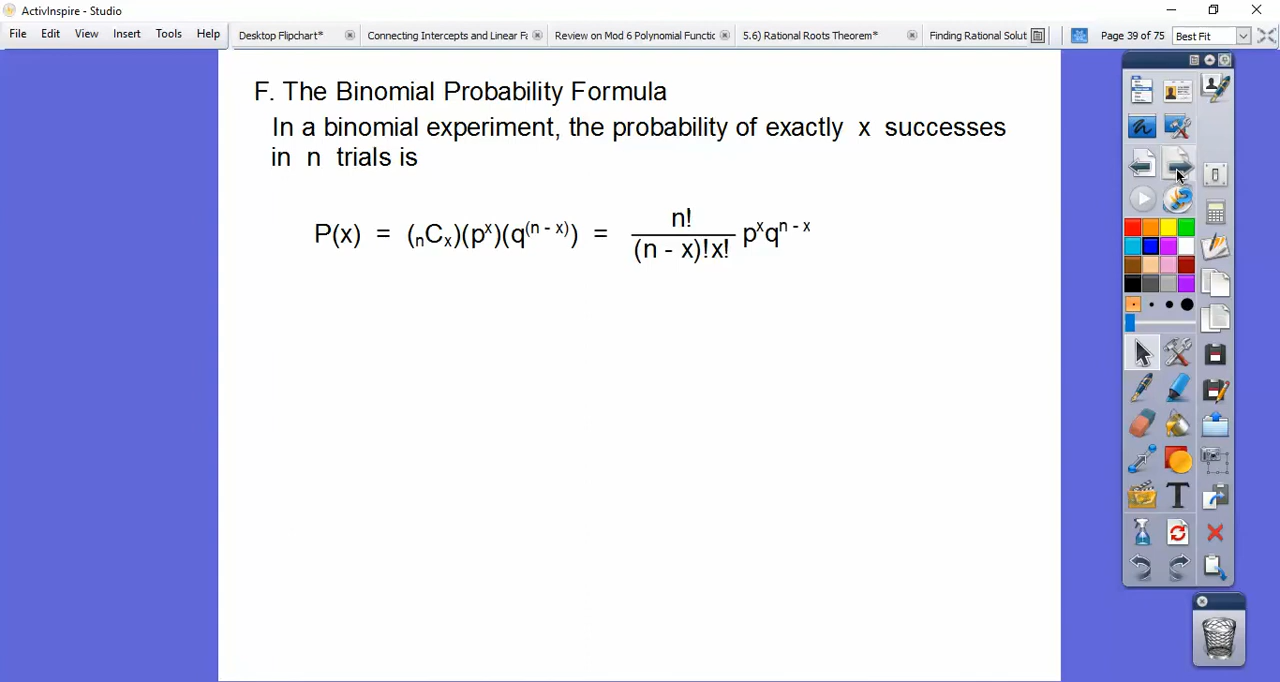 ActivInspire - Studio
File Edit View Insert Tools Help
Desktop Flipchart*
Connecting Intercepts and Linear Fa
Review on Mod 6 Polynomial Functic
5.6) Rational Roots Theorem*
Finding Rational Solut
Page 39 of 75
Best Fit
F. The Binomial Probability Formula
In a binomial experiment, the probability of exactly x successes
in n trials is
P(x) = (ₙCₓ)(pˣ)(q⁽ⁿ ⁻ ˣ⁾) = n!/(n - x)!x! pˣqⁿ ⁻ ˣ
T